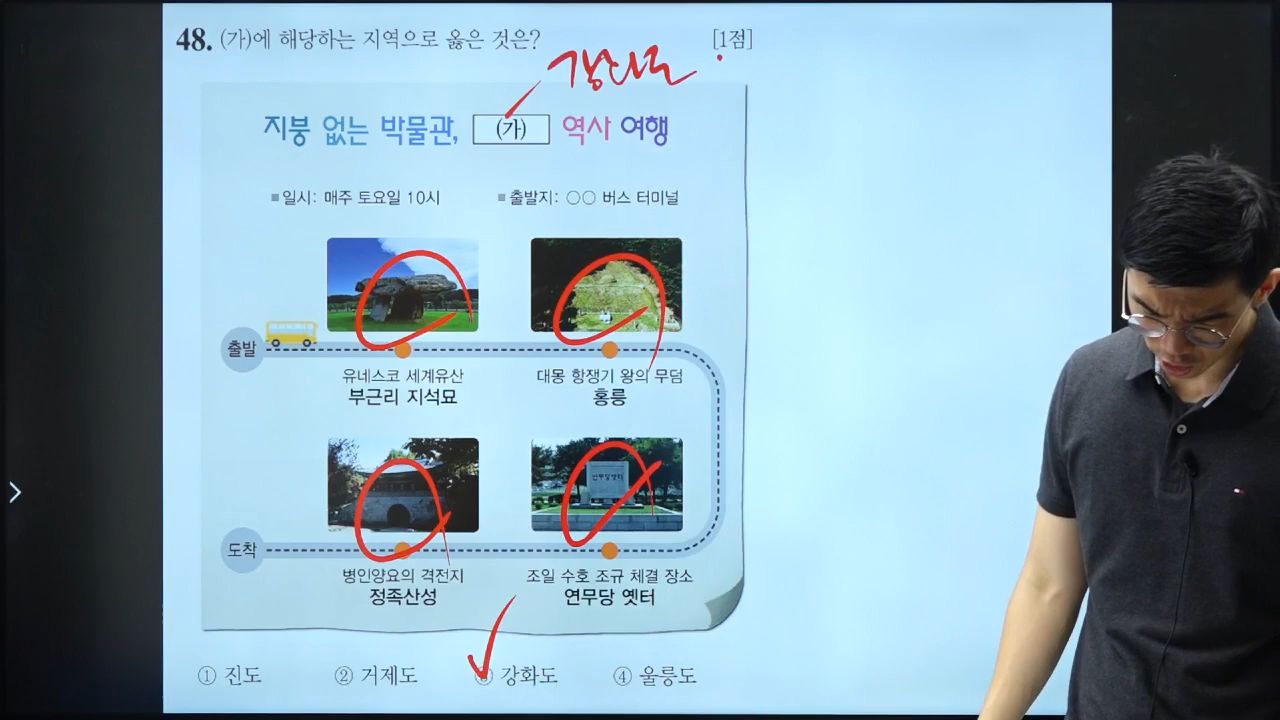 48. (가)에 해당하는 지역으로 옳은 것은? [1점]
강화도
지붕 없는 박물관, (가) 역사 여행
■일시: 매주 토요일 10시 ■출발지: ○○ 버스 터미널
출발
유네스코 세계유산 대몽 항쟁기 왕의 무덤
부근리 지석묘 홍릉
연무당옛터
도착
병인양요의 격전지 조일 수호 조규 체결 장소
정족산성 연무당 옛터
① 진도 ② 거제도 ③ 강화도 ④ 울릉도